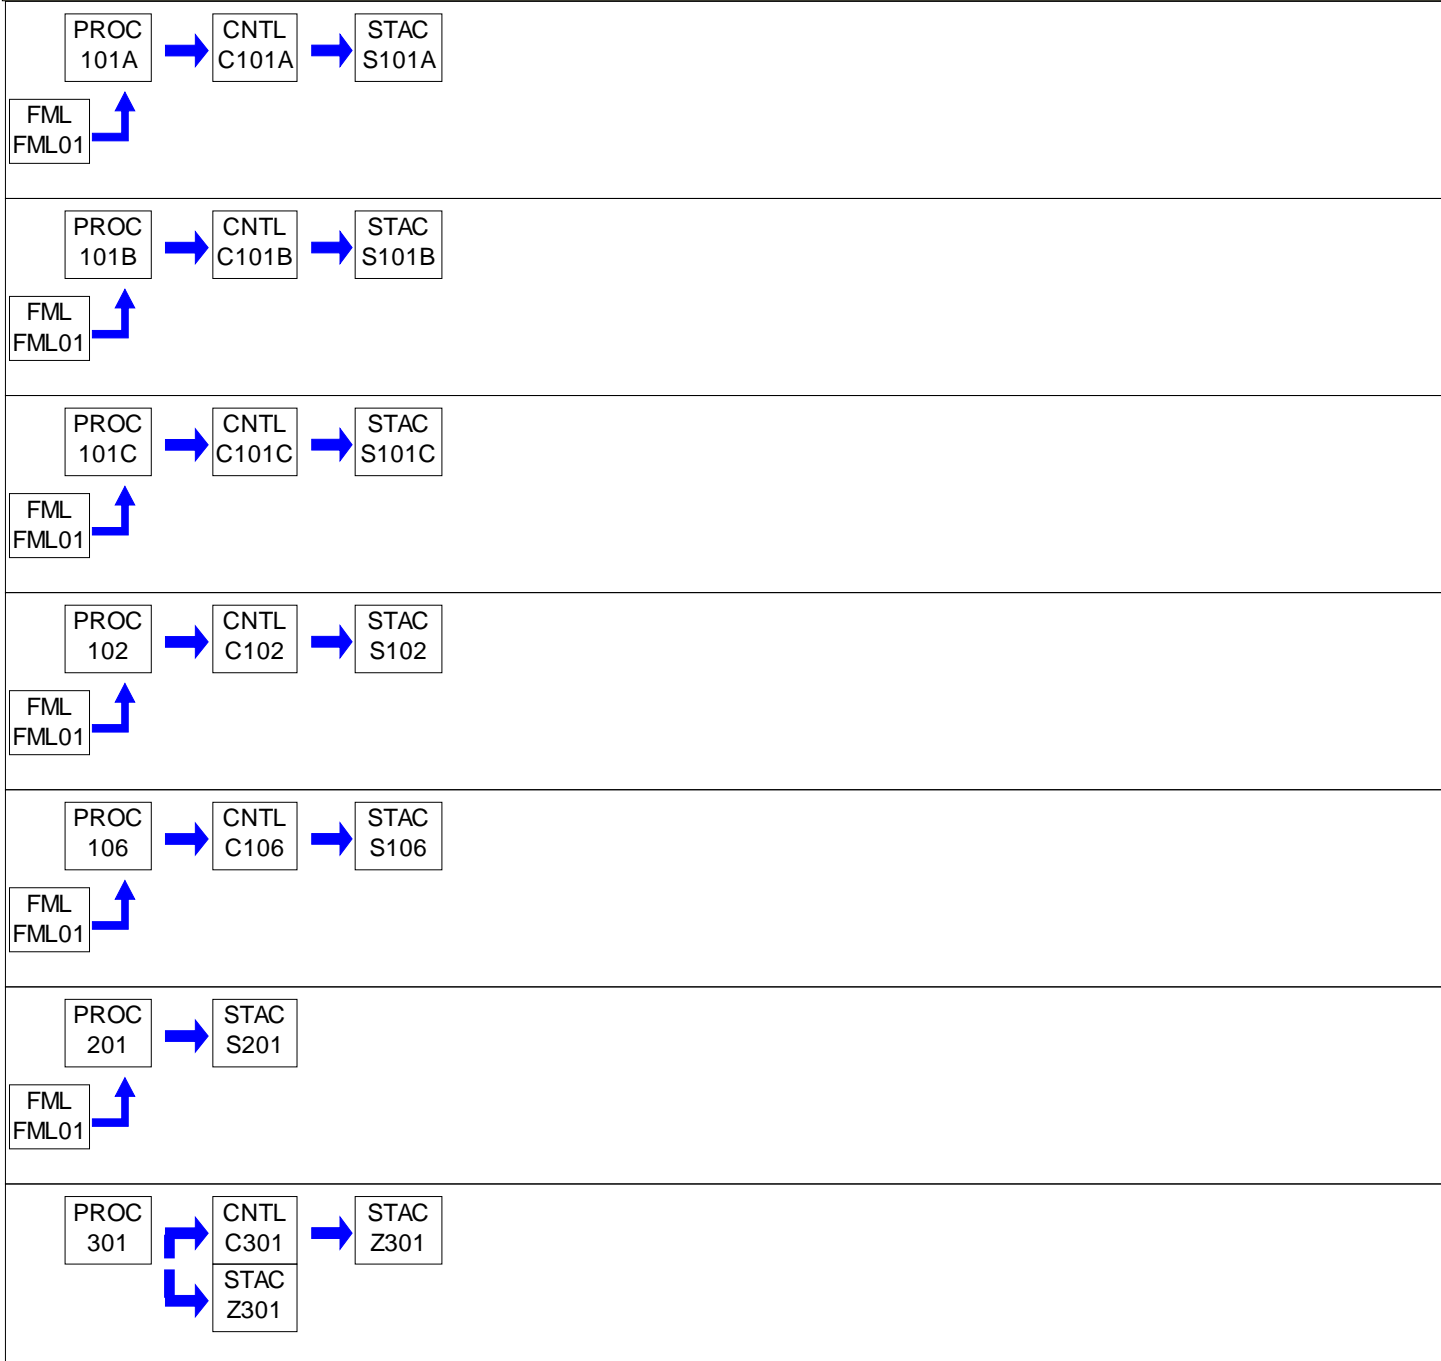 PROC
101A
CNTL
C101A
STAC
S101A
FML
FML01
PROC
101B
CNTL
C101B
STAC
S101B
FML
FML01
PROC
101C
CNTL
C101C
STAC
S101C
FML
FML01
PROC
102
CNTL
C102
STAC
S102
FML
FML01
PROC
106
CNTL
C106
STAC
S106
FML
FML01
PROC
201
STAC
S201
FML
FML01
PROC
301
CNTL
C301
STAC
Z301
STAC
Z301